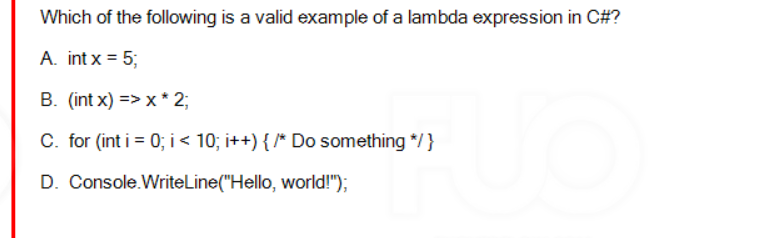 Which of the following is a valid example of a lambda expression in C#?
A. int x = 5;
B. (int x) => x * 2;
C. for (int i = 0; i < 10; i++) { /* Do something */ }
D. Console.WriteLine("Hello, world!");
FUO